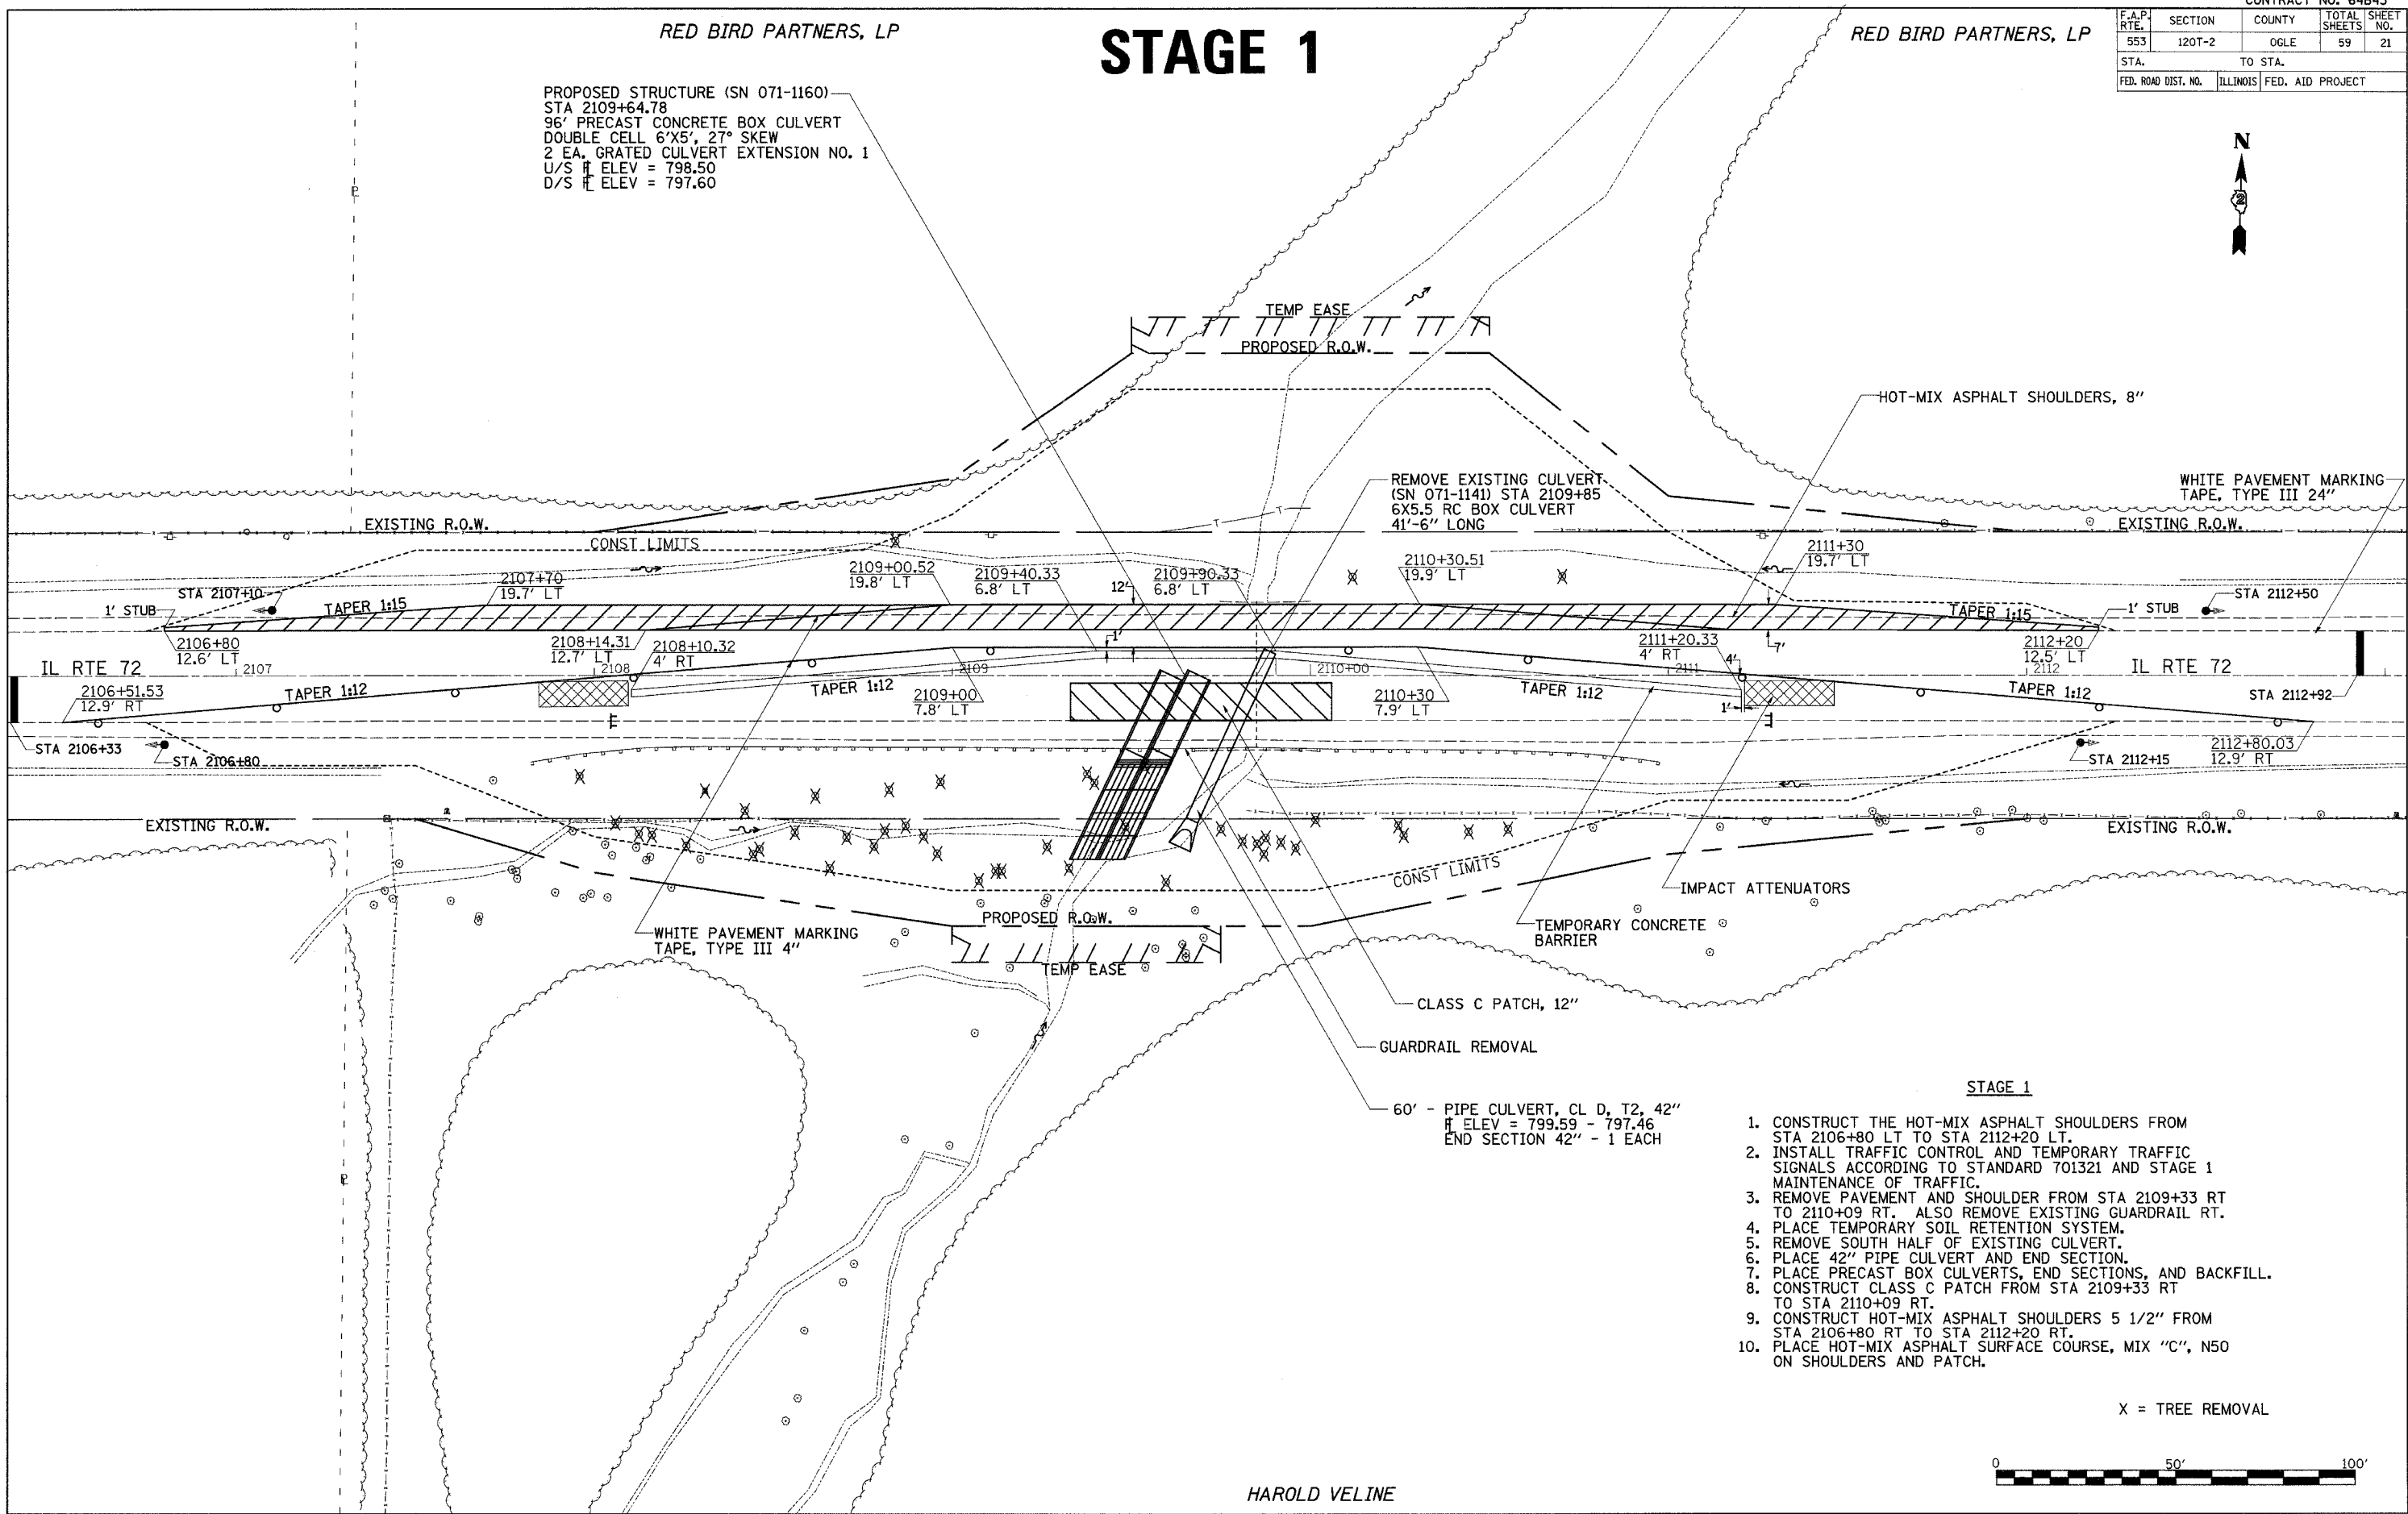 CONTRACT NO. 64B45
F.A.P. RTE. SECTION COUNTY TOTAL SHEETS SHEET NO.
553 120T-2 OGLE 59 21
STA. TO STA.
FED. ROAD DIST. NO. ILLINOIS FED. AID PROJECT
RED BIRD PARTNERS, LP
STAGE 1
RED BIRD PARTNERS, LP
PROPOSED STRUCTURE (SN 071-1160)
STA 2109+64.78
96' PRECAST CONCRETE BOX CULVERT
DOUBLE CELL 6'X5', 27° SKEW
2 EA. GRATED CULVERT EXTENSION NO. 1
U/S FL ELEV = 798.50
D/S FL ELEV = 797.60
N
2
P
TEMP EASE
PROPOSED R.O.W.
HOT-MIX ASPHALT SHOULDERS, 8"
REMOVE EXISTING CULVERT
(SN 071-1141) STA 2109+85
6X5.5 RC BOX CULVERT
41'-6" LONG
WHITE PAVEMENT MARKING
TAPE, TYPE III 24"
EXISTING R.O.W.
EXISTING R.O.W.
CONST LIMITS
T
T
STA 2107+10
2107+70
19.7' LT
2109+00.52
19.8' LT
2109+40.33
6.8' LT
12'
2109+90.33
6.8' LT
2110+30.51
19.9' LT
2111+30
19.7' LT
STA 2112+50
1' STUB
TAPER 1:15
TAPER 1:15
1' STUB
2106+80
12.6' LT
2108+14.31
12.7' LT
2108+10.32
4' RT
1'
2111+20.33
4' RT
4'
7'
2112+20
12.5' LT
IL RTE 72
2107
2108
2109
2110+00
2111
2112
IL RTE 72
2106+51.53
12.9' RT
TAPER 1:12
TAPER 1:12
2109+00
7.8' LT
2110+30
7.9' LT
TAPER 1:12
1'
TAPER 1:12
STA 2112+92
STA 2106+33
STA 2106+80
STA 2112+15
2112+80.03
12.9' RT
EXISTING R.O.W.
EXISTING R.O.W.
CONST LIMITS
IMPACT ATTENUATORS
PROPOSED R.O.W.
TEMP EASE
WHITE PAVEMENT MARKING
TAPE, TYPE III 4"
TEMPORARY CONCRETE
BARRIER
CLASS C PATCH, 12"
GUARDRAIL REMOVAL
60' - PIPE CULVERT, CL D, T2, 42"
FL ELEV = 799.59 - 797.46
END SECTION 42" - 1 EACH
P
STAGE 1
1. CONSTRUCT THE HOT-MIX ASPHALT SHOULDERS FROM
STA 2106+80 LT TO STA 2112+20 LT.
2. INSTALL TRAFFIC CONTROL AND TEMPORARY TRAFFIC
SIGNALS ACCORDING TO STANDARD 701321 AND STAGE 1
MAINTENANCE OF TRAFFIC.
3. REMOVE PAVEMENT AND SHOULDER FROM STA 2109+33 RT
TO 2110+09 RT. ALSO REMOVE EXISTING GUARDRAIL RT.
4. PLACE TEMPORARY SOIL RETENTION SYSTEM.
5. REMOVE SOUTH HALF OF EXISTING CULVERT.
6. PLACE 42" PIPE CULVERT AND END SECTION.
7. PLACE PRECAST BOX CULVERTS, END SECTIONS, AND BACKFILL.
8. CONSTRUCT CLASS C PATCH FROM STA 2109+33 RT
TO STA 2110+09 RT.
9. CONSTRUCT HOT-MIX ASPHALT SHOULDERS 5 1/2" FROM
STA 2106+80 RT TO STA 2112+20 RT.
10. PLACE HOT-MIX ASPHALT SURFACE COURSE, MIX "C", N50
ON SHOULDERS AND PATCH.
X = TREE REMOVAL
0 50' 100'
HAROLD VELINE